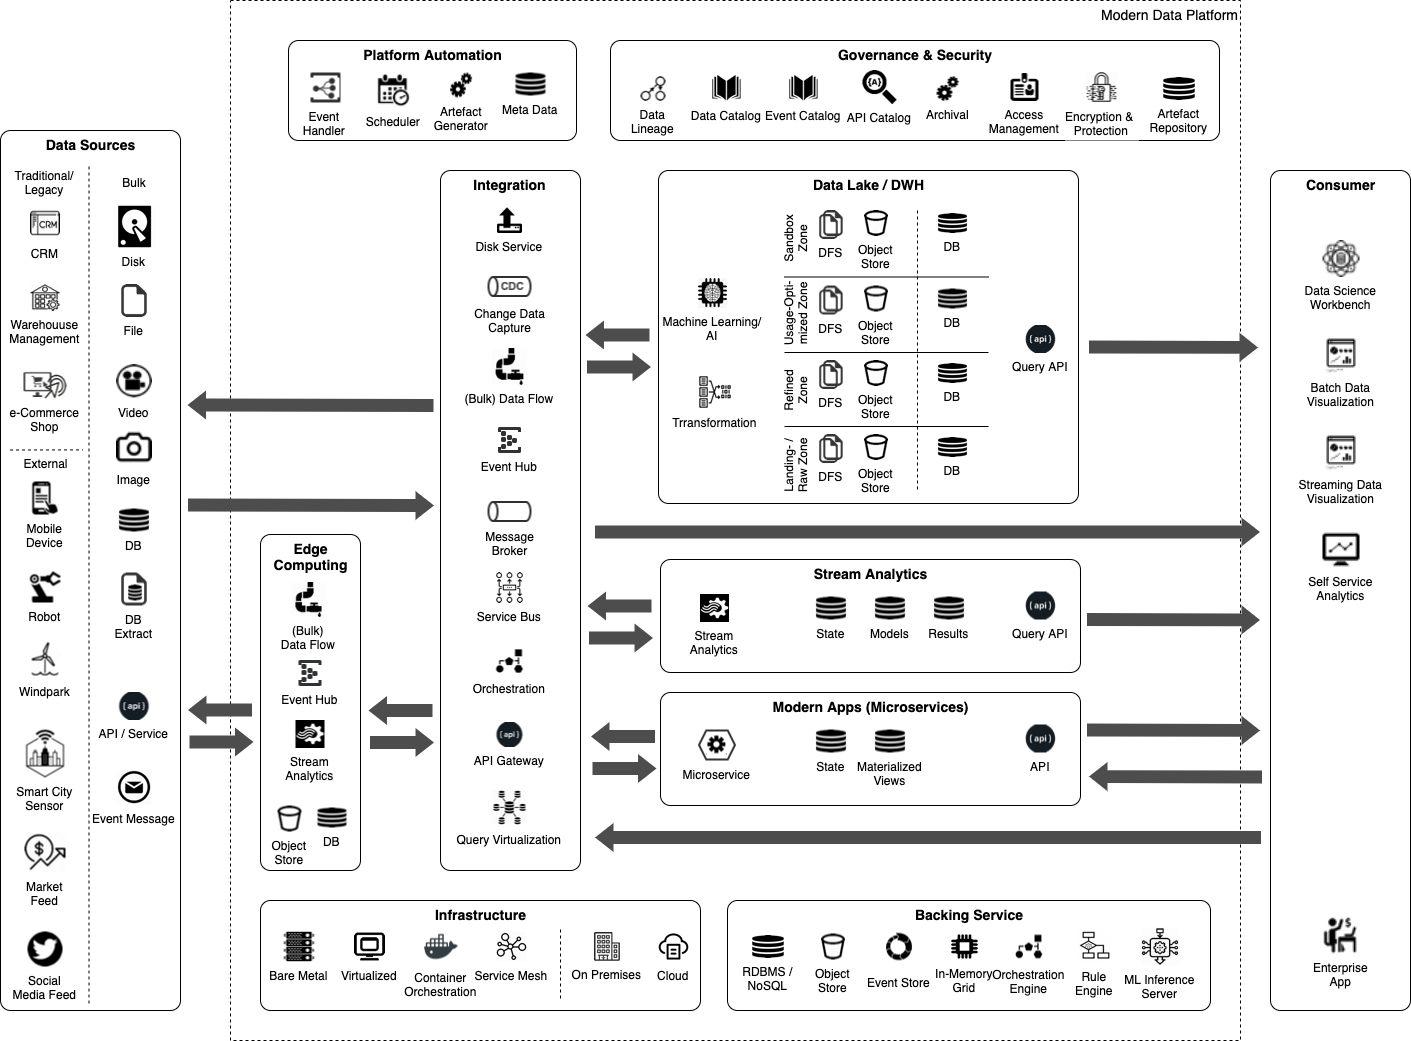 Modern Data Platform
Platform Automation
Event
Handler
Scheduler
Artefact
Generator
Meta Data
Governance & Security
Data
Lineage
Data Catalog
Event Catalog
API Catalog
Archival
Access
Management
Encryption &
Protection
Artefact
Repository
Data Sources
Traditional/
Legacy
CRM
CRM
Warehouuse
Management
e-Commerce
Shop
External
Mobile
Device
Robot
Windpark
Smart City
Sensor
Market
Feed
Social
Media Feed
Bulk
Disk
File
Video
Image
DB
DB
Extract
{api}
API / Service
Event Message
Edge
Computing
(Bulk)
Data Flow
Event Hub
Stream
Analytics
Object
Store
DB
Integration
Disk Service
CDC
Change Data
Capture
(Bulk) Data Flow
Event Hub
Message
Broker
Service Bus
Orchestration
{api}
API Gateway
Query Virtualization
Data Lake / DWH
Machine Learning/
AI
Trransformation
Sandbox
Zone
DFS
Object
Store
DB
Usage-Opti-
mized Zone
DFS
Object
Store
DB
Refined
Zone
DFS
Object
Store
DB
Landing- /
Raw Zone
DFS
Object
Store
DB
{api}
Query API
Stream Analytics
Stream
Analytics
State
Models
Results
{api}
Query API
Modern Apps (Microservices)
Microservice
State
Materialized
Views
{api}
API
Consumer
Data Science
Workbench
Batch Data
Visualization
Streaming Data
Visualization
Self Service
Analytics
Enterprise
App
Infrastructure
Bare Metal
Virtualized
Container
Orchestration
Service Mesh
On Premises
Cloud
Backing Service
RDBMS /
NoSQL
Object
Store
Event Store
In-Memory
Grid
Orchestration
Engine
Rule
Engine
ML Inference
Server